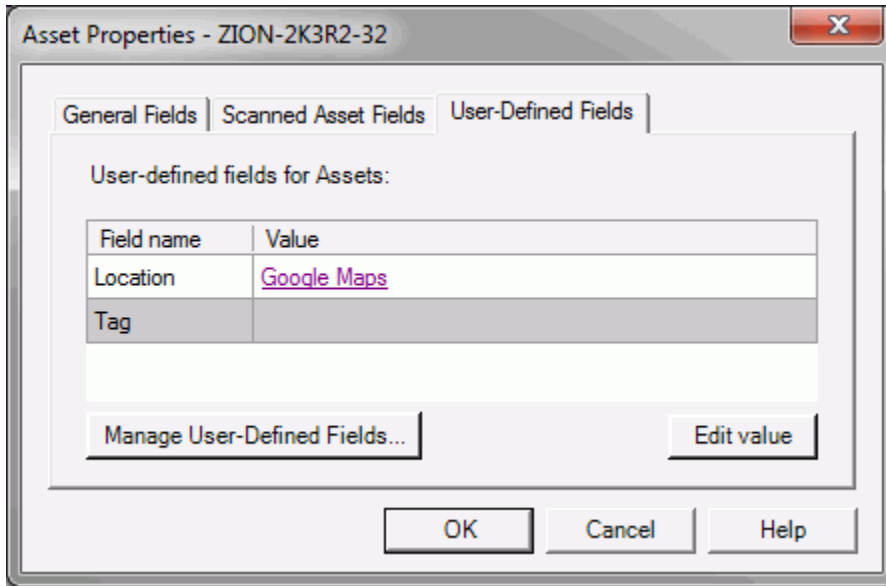 Asset Properties - ZION-2K3R2-32
General Fields Scanned Asset Fields User-Defined Fields
User-defined fields for Assets:
Field name Value
Location Google Maps
Tag
Manage User-Defined Fields... Edit value
OK Cancel Help